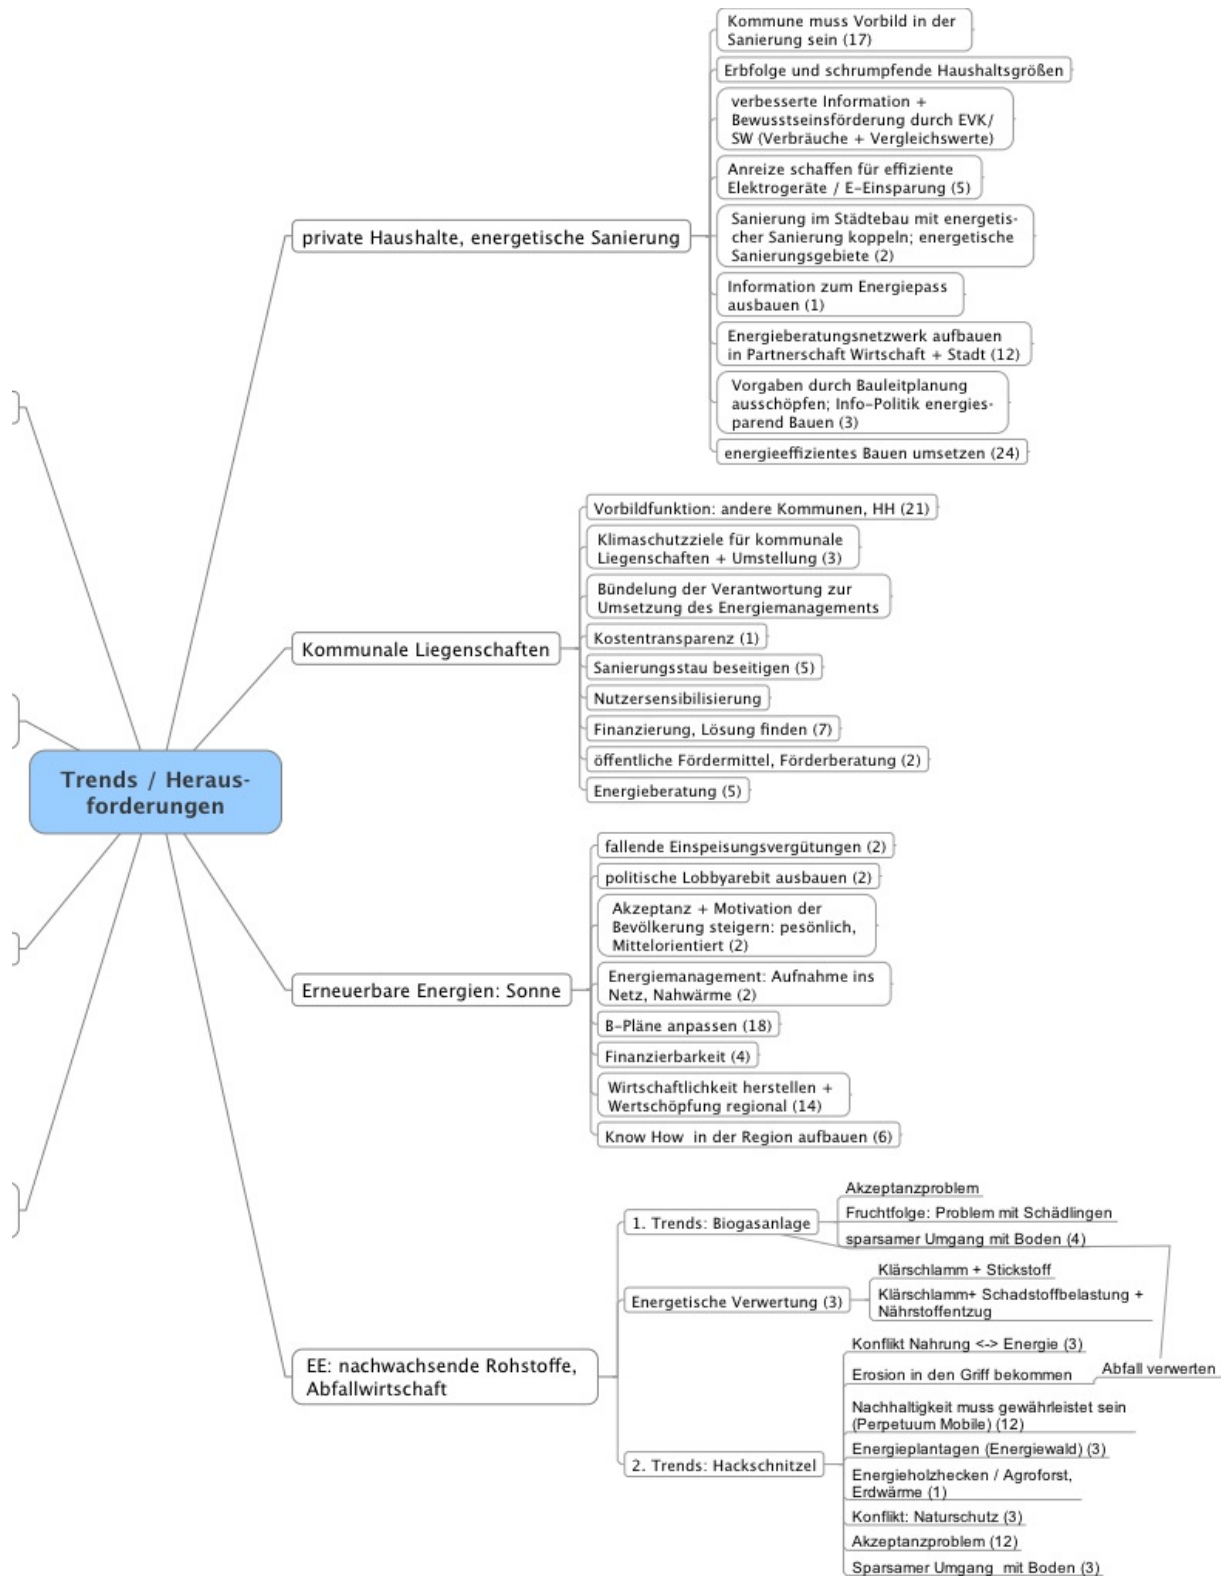 Trends / Heraus-
forderungen
private Haushalte, energetische Sanierung
Kommune muss Vorbild in der
Sanierung sein (17)
Erbfolge und schrumpfende Haushaltsgrößen
verbesserte Information +
Bewusstseinsförderung durch EVK/
SW (Verbräuche + Vergleichswerte)
Anreize schaffen für effiziente
Elektrogeräte / E-Einsparung (5)
Sanierung im Städtebau mit energetis-
cher Sanierung koppeln; energetische
Sanierungsgebiete (2)
Information zum Energiepass
ausbauen (1)
Energieberatungsnetzwerk aufbauen
in Partnerschaft Wirtschaft + Stadt (12)
Vorgaben durch Bauleitplanung
ausschöpfen; Info-Politik energies-
parend Bauen (3)
energieeffizientes Bauen umsetzen (24)
Kommunale Liegenschaften
Vorbildfunktion: andere Kommunen, HH (21)
Klimaschutzziele für kommunale
Liegenschaften + Umstellung (3)
Bündelung der Verantwortung zur
Umsetzung des Energiemanagements
Kostentransparenz (1)
Sanierungsstau beseitigen (5)
Nutzersensibilisierung
Finanzierung, Lösung finden (7)
öffentliche Fördermittel, Förderberatung (2)
Energieberatung (5)
Erneuerbare Energien: Sonne
fallende Einspeisungsvergütungen (2)
politische Lobbyarebit ausbauen (2)
Akzeptanz + Motivation der
Bevölkerung steigern: pesönlich,
Mittelorientiert (2)
Energiemanagement: Aufnahme ins
Netz, Nahwärme (2)
B-Pläne anpassen (18)
Finanzierbarkeit (4)
Wirtschaftlichkeit herstellen +
Wertschöpfung regional (14)
Know How  in der Region aufbauen (6)
EE: nachwachsende Rohstoffe,
Abfallwirtschaft
1. Trends: Biogasanlage
Akzeptanzproblem
Fruchtfolge: Problem mit Schädlingen
sparsamer Umgang mit Boden (4)
Energetische Verwertung (3)
Klärschlamm + Stickstoff
Klärschlamm+ Schadstoffbelastung +
Nährstoffentzug
2. Trends: Hackschnitzel
Konflikt Nahrung <-> Energie (3)
Erosion in den Griff bekommen
Abfall verwerten
Nachhaltigkeit muss gewährleistet sein
(Perpetuum Mobile) (12)
Energieplantagen (Energiewald) (3)
Energieholzhecken / Agroforst,
Erdwärme (1)
Konflikt: Naturschutz (3)
Akzeptanzproblem (12)
Sparsamer Umgang  mit Boden (3)